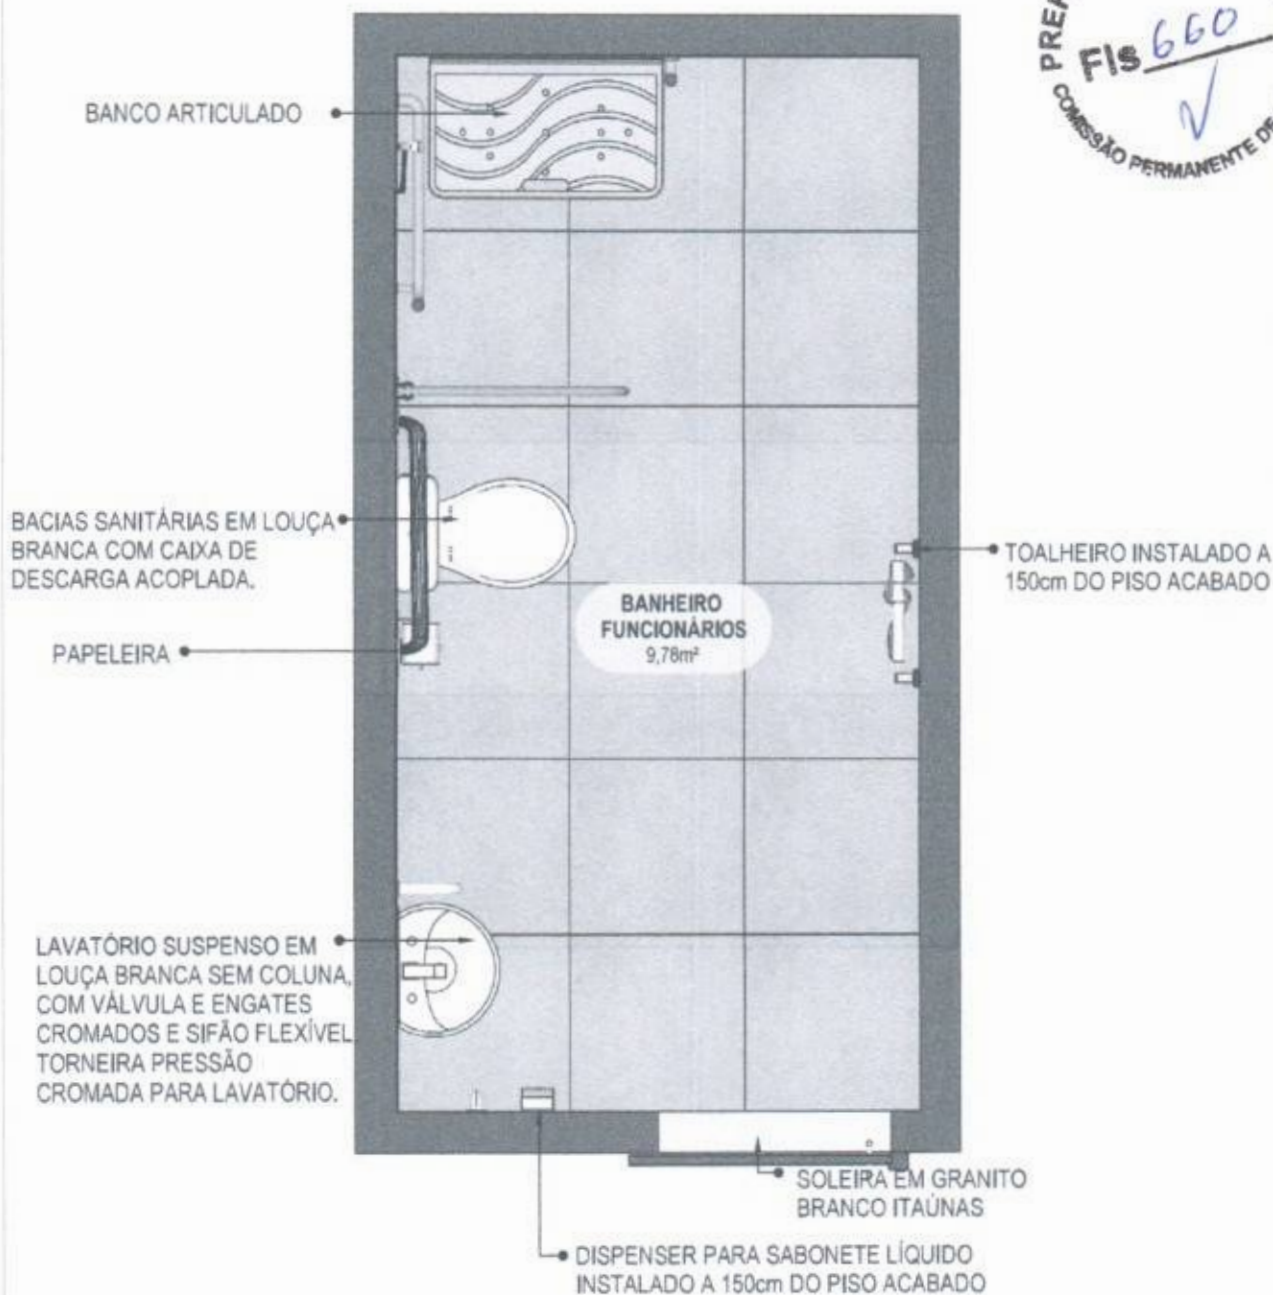 PREF
Fls 660
COMISSÃO PERMANENTE DE
BANCO ARTICULADO
BACIAS SANITÁRIAS EM LOUÇA
BRANCA COM CAIXA DE
DESCARGA ACOPLADA.
TOALHEIRO INSTALADO A
150cm DO PISO ACABADO
BANHEIRO
FUNCIONÁRIOS
9,78m²
PAPELEIRA
LAVATÓRIO SUSPENSO EM
LOUÇA BRANCA SEM COLUNA,
COM VÁLVULA E ENGATES
CROMADOS E SIFÃO FLEXÍVEL
TORNEIRA PRESSÃO
CROMADA PARA LAVATÓRIO.
SOLEIRA EM GRANITO
BRANCO ITAÚNAS
DISPENSER PARA SABONETE LÍQUIDO
INSTALADO A 150cm DO PISO ACABADO